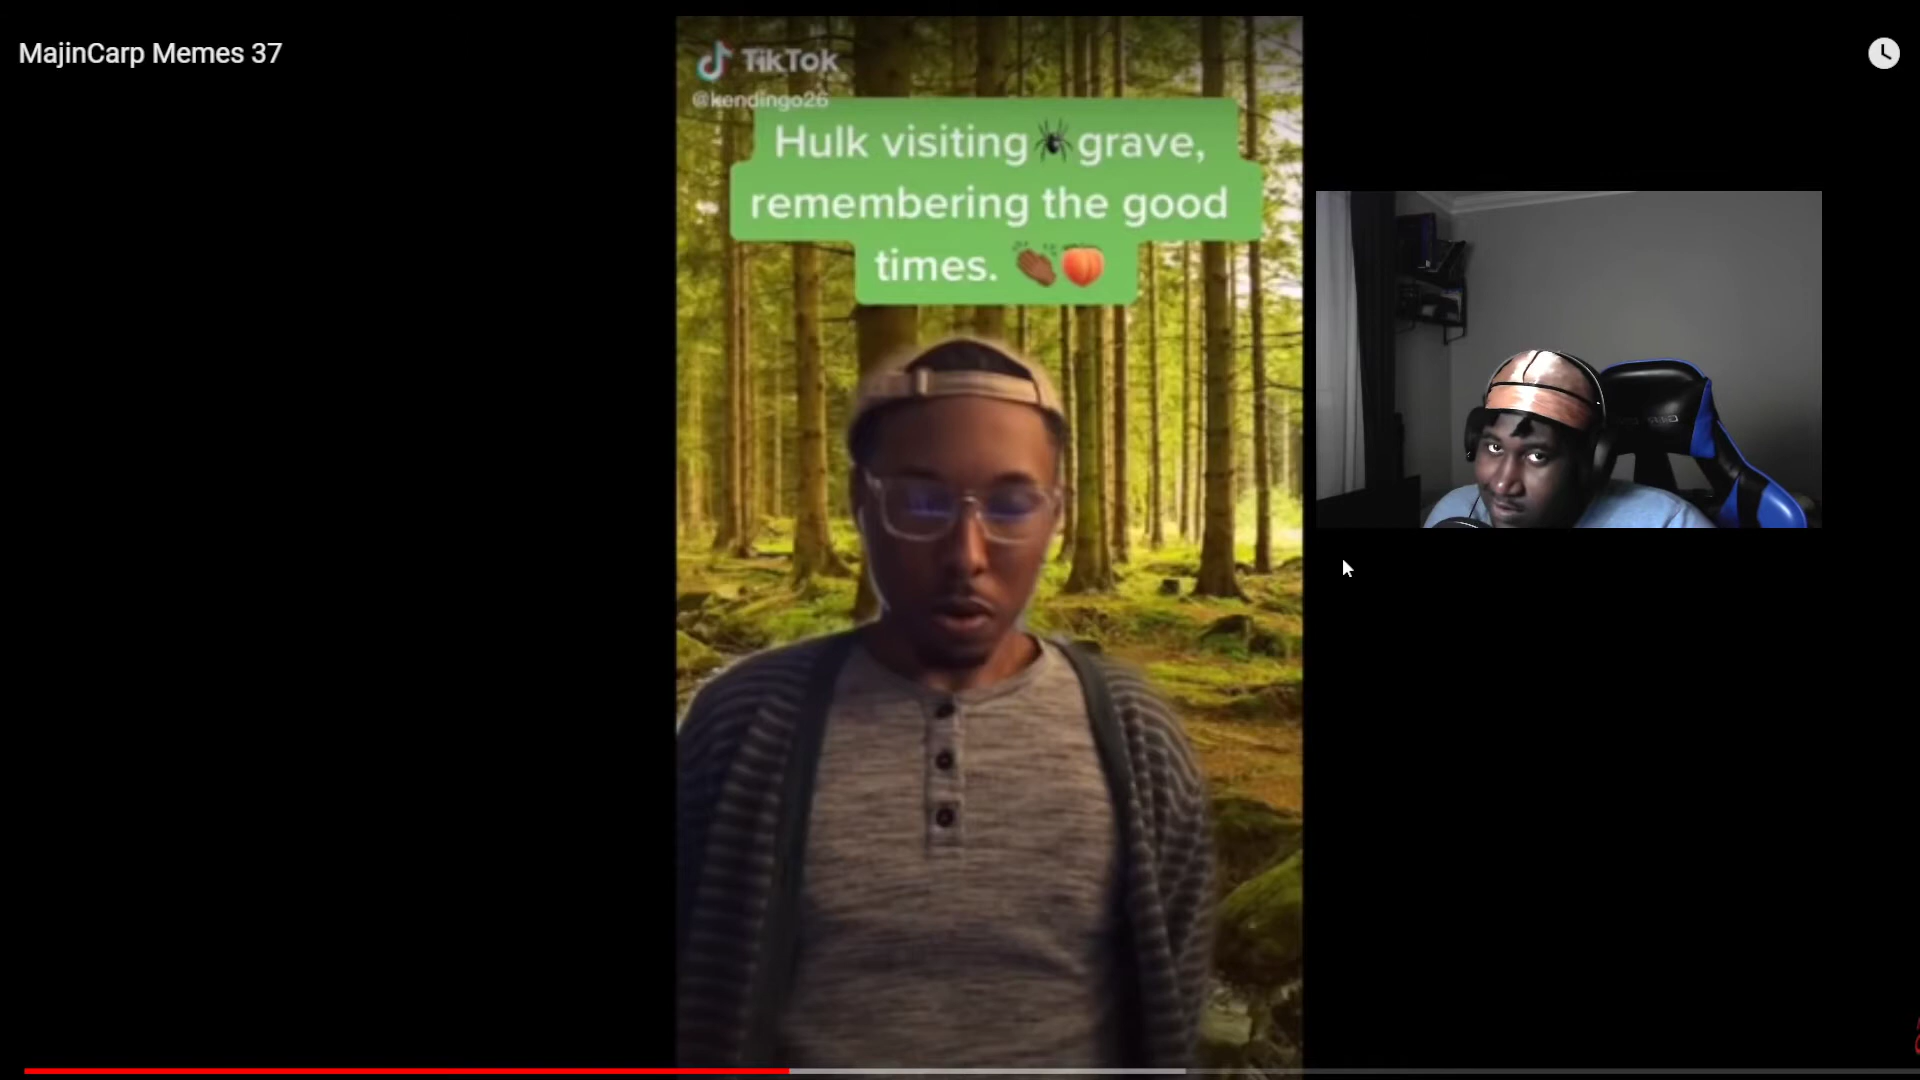 MajinCarp Memes 37
TikTok
@kendingo26
Hulk visiting🕷️grave,
remembering the good
times. 👏🏾🍑